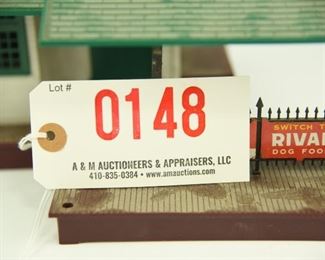 Lot #
0148
A & M AUCTIONEERS & APPRAISERS, LLC
410-835-0384 • www.amauctions.com
SWITCH T
RIVA
DOG FOO